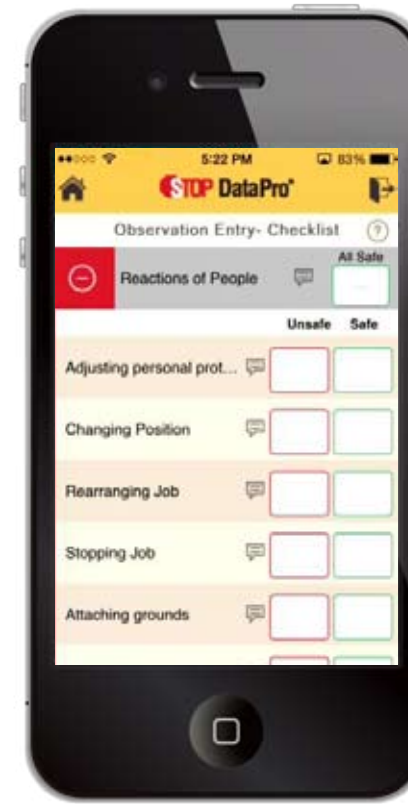 5:22 PM 83%
STOP DataPro®
Observation Entry- Checklist ?
All Safe
Reactions of People
Unsafe Safe
Adjusting personal prot...
Changing Position
Rearranging Job
Stopping Job
Attaching grounds